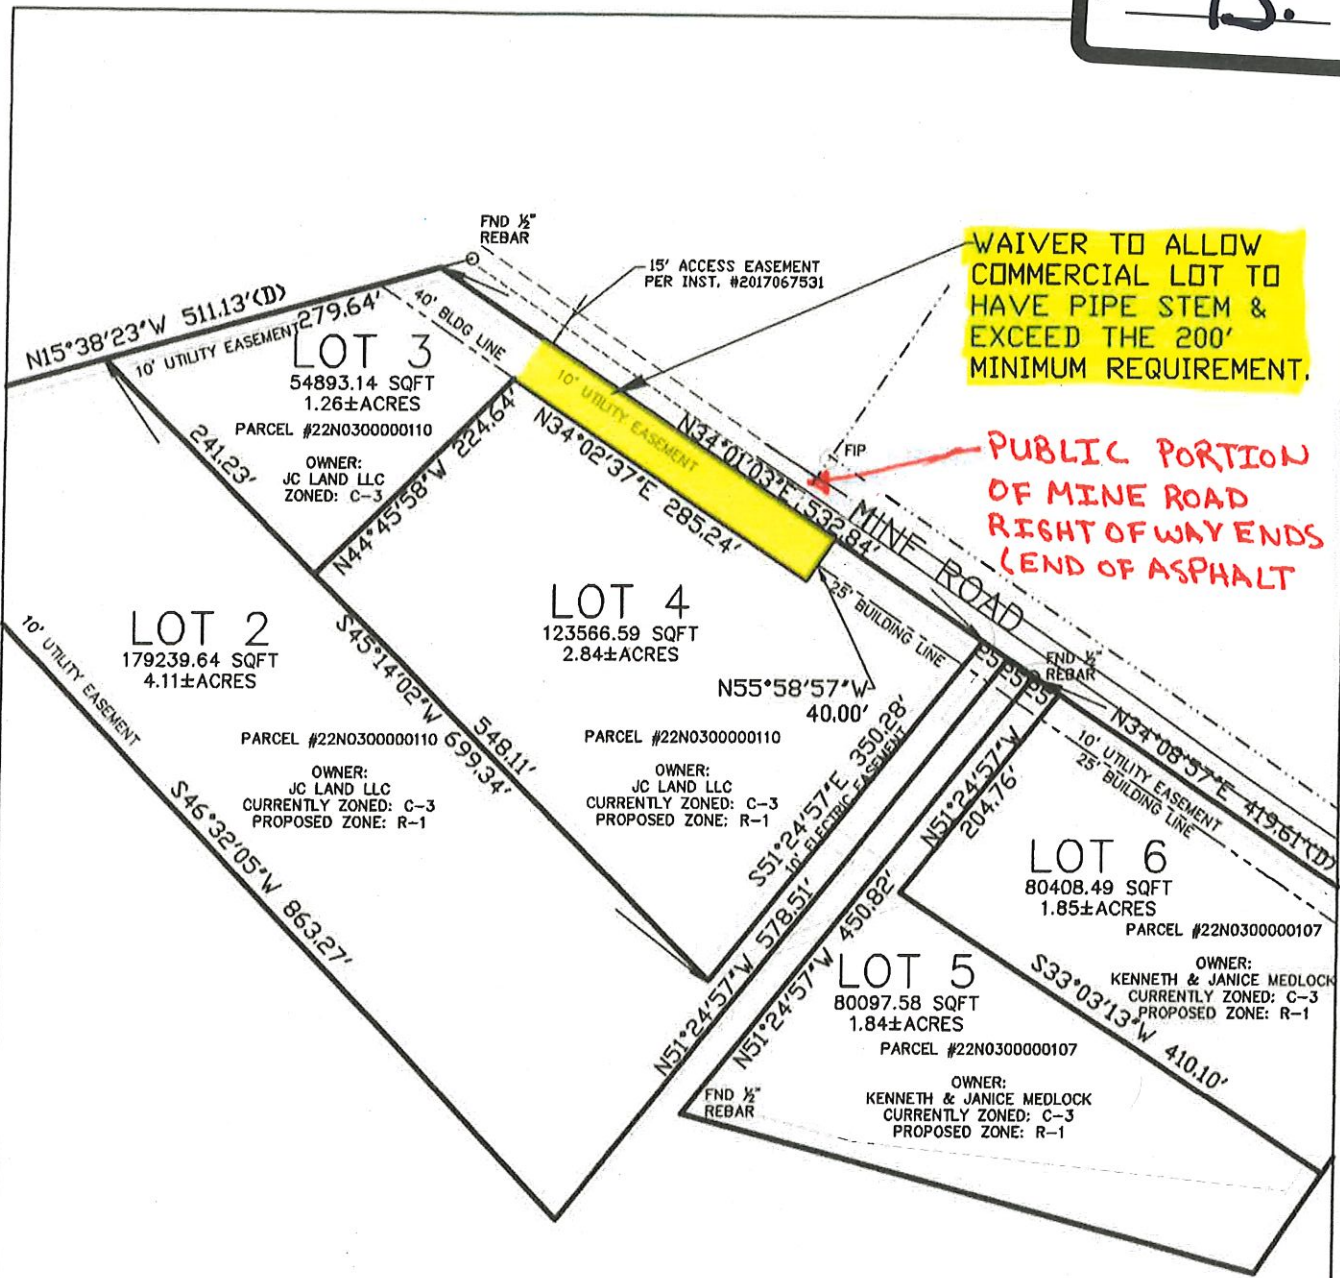 B.
FND ½"
REBAR
15' ACCESS EASEMENT
PER INST. #2017067531
WAIVER TO ALLOW
COMMERCIAL LOT TO
HAVE PIPE STEM &
EXCEED THE 200'
MINIMUM REQUIREMENT.
N15°38'23"W 511.13'(D)
279.64'
10' UTILITY EASEMENT
40' BLDG LINE
LOT 3
54893.14 SQFT
1.26±ACRES
PARCEL #22N0300000110
OWNER:
JC LAND LLC
ZONED: C-3
241.23'
N44°45'58"W 224.64'
10' UTILITY EASEMENT
N34°01'03"E, 532.84'
N34°02'37"E 285.24'
FIP
PUBLIC PORTION
OF MINE ROAD
RIGHT OF WAY ENDS
(END OF ASPHALT
MINE ROAD
LOT 4
123566.59 SQFT
2.84±ACRES
25' BUILDING LINE
N55°58'57"W
40.00'
PARCEL #22N0300000110
OWNER:
JC LAND LLC
CURRENTLY ZONED: C-3
PROPOSED ZONE: R-1
LOT 2
179239.64 SQFT
4.11±ACRES
10' UTILITY EASEMENT
PARCEL #22N0300000110
OWNER:
JC LAND LLC
CURRENTLY ZONED: C-3
PROPOSED ZONE: R-1
S45°14'02"W 699.34'
548.11'
S46°32'05"W 863.27'
S51°24'57"E 350.28'
10' ELECTRIC EASEMENT
25'
25'
25'
FND ½"
REBAR
N34°08'57"E 419.61'(D)
10' UTILITY EASEMENT
25' BUILDING LINE
N51°24'57"W
204.76'
N51°24'57"W 578.51'
N51°24'57"W 450.82'
LOT 6
80408.49 SQFT
1.85±ACRES
PARCEL #22N0300000107
OWNER:
KENNETH & JANICE MEDLOCK
CURRENTLY ZONED: C-3
PROPOSED ZONE: R-1
S33°03'13"W 410.10'
LOT 5
80097.58 SQFT
1.84±ACRES
PARCEL #22N0300000107
OWNER:
KENNETH & JANICE MEDLOCK
CURRENTLY ZONED: C-3
PROPOSED ZONE: R-1
FND ½"
REBAR